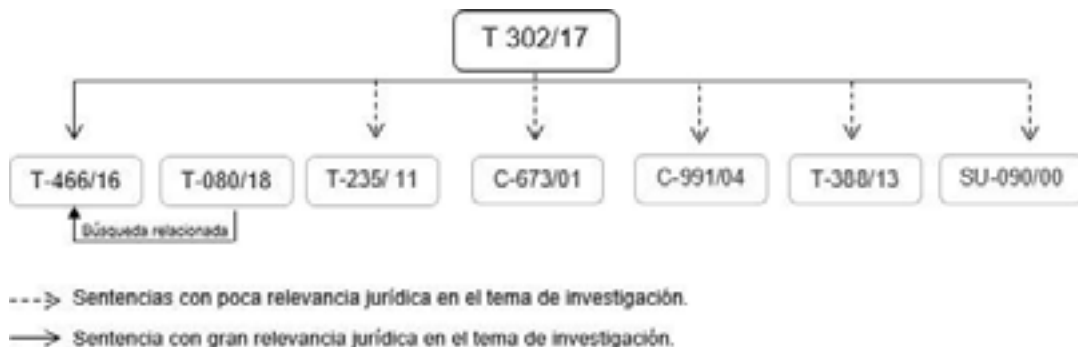 T 302/17
T-466/16
T-080/18
T-235/ 11
C-673/01
C-991/04
T-388/13
SU-090/00
Búsqueda relacionada
Sentencias con poca relevancia jurídica en el tema de investigación.
Sentencia con gran relevancia jurídica en el tema de investigación.